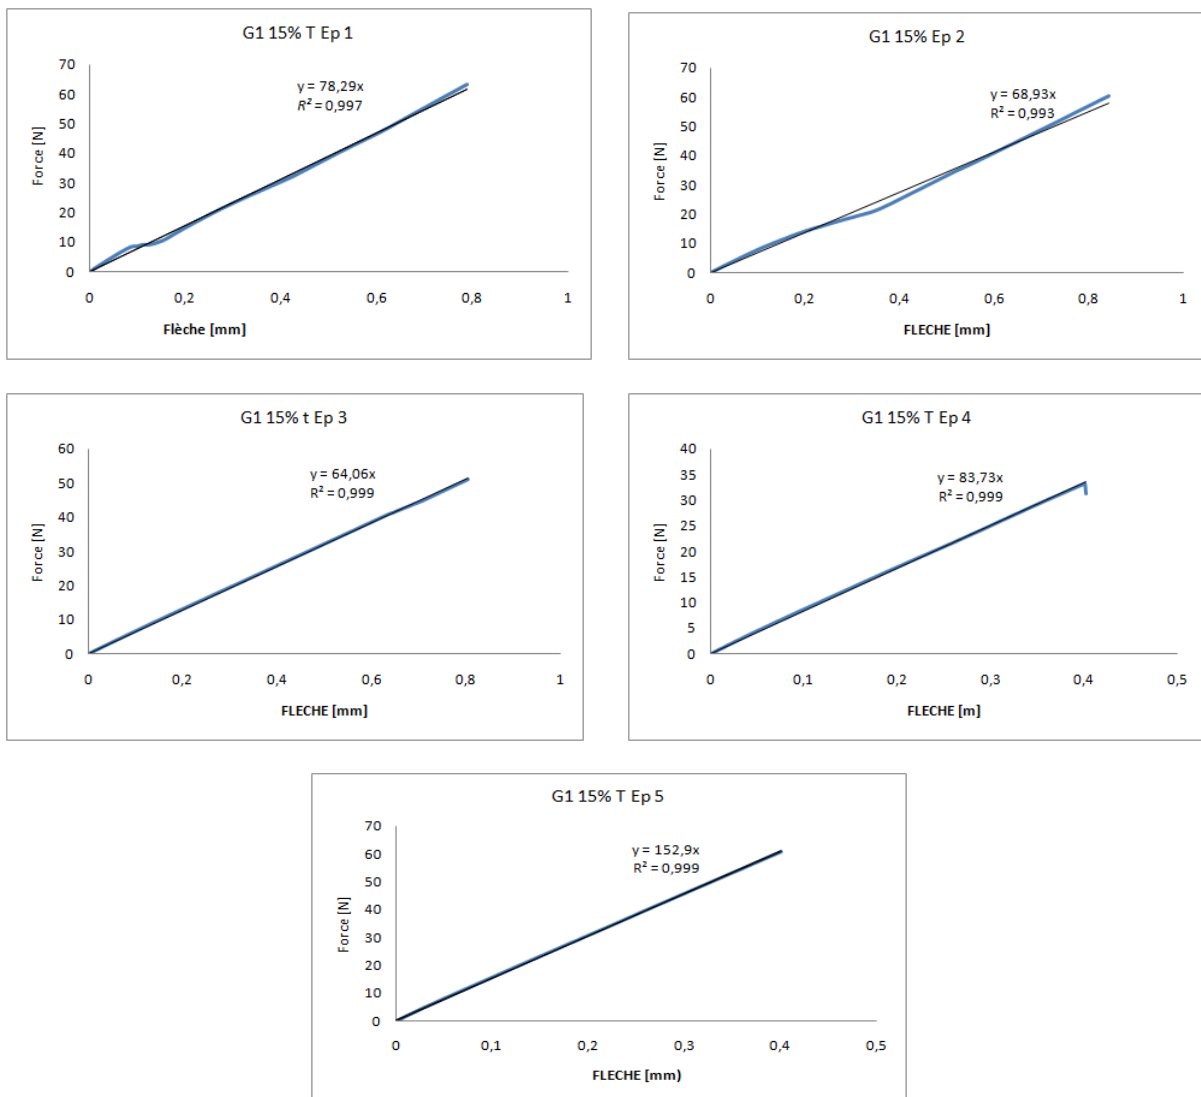 G1 15% T Ep 1
y = 78,29x
R² = 0,997
Force [N]
70
60
50
40
30
20
10
0
0 0,2 0,4 0,6 0,8 1
Flèche [mm]
G1 15% Ep 2
y = 68,93x
R² = 0,993
Force [N]
70
60
50
40
30
20
10
0
0 0,2 0,4 0,6 0,8 1
FLECHE [mm]
G1 15% t Ep 3
y = 64,06x
R² = 0,999
Force [N]
60
50
40
30
20
10
0
0 0,2 0,4 0,6 0,8 1
FLECHE [mm]
G1 15% T Ep 4
y = 83,73x
R² = 0,999
Force [N]
40
35
30
25
20
15
10
5
0
0 0,1 0,2 0,3 0,4 0,5
FLECHE [m]
G1 15% T Ep 5
y = 152,9x
R² = 0,999
Force [N]
70
60
50
40
30
20
10
0
0 0,1 0,2 0,3 0,4 0,5
FLECHE [mm)